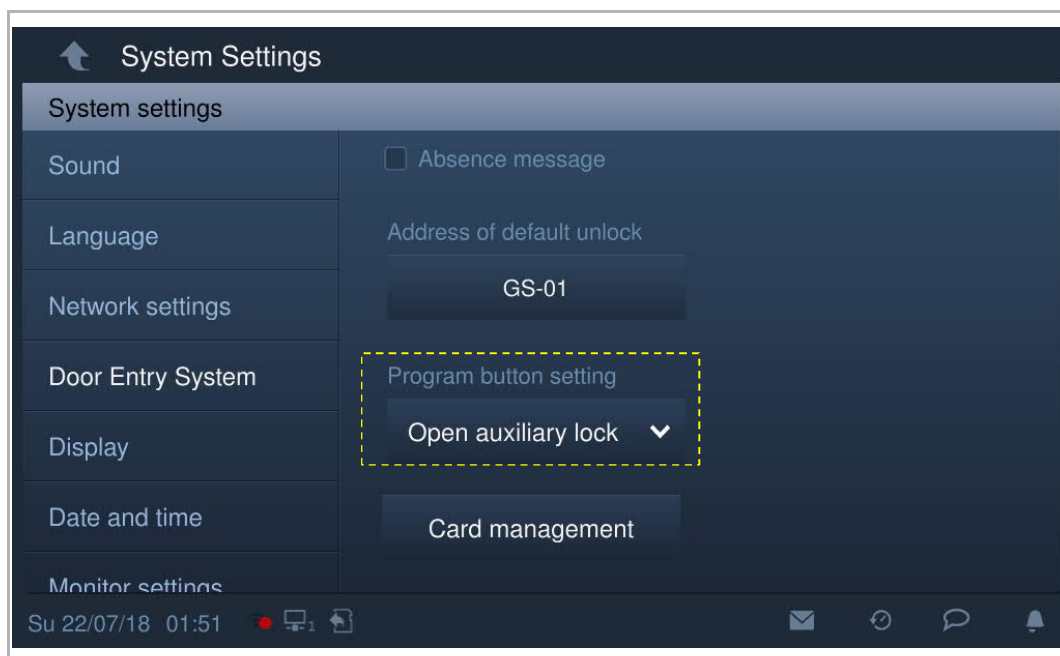 System Settings
System settings
Sound
Language
Network settings
Door Entry System
Display
Date and time
Monitor settings
Absence message
Address of default unlock
GS-01
Program button setting
Open auxiliary lock
Card management
Su 22/07/18 01:51
1